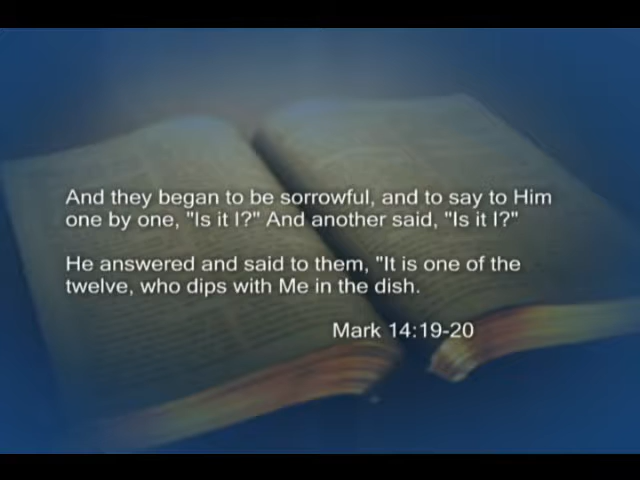 And they began to be sorrowful, and to say to Him
one by one, "Is it I?" And another said, "Is it I?"
He answered and said to them, "It is one of the
twelve, who dips with Me in the dish.
Mark 14:19-20